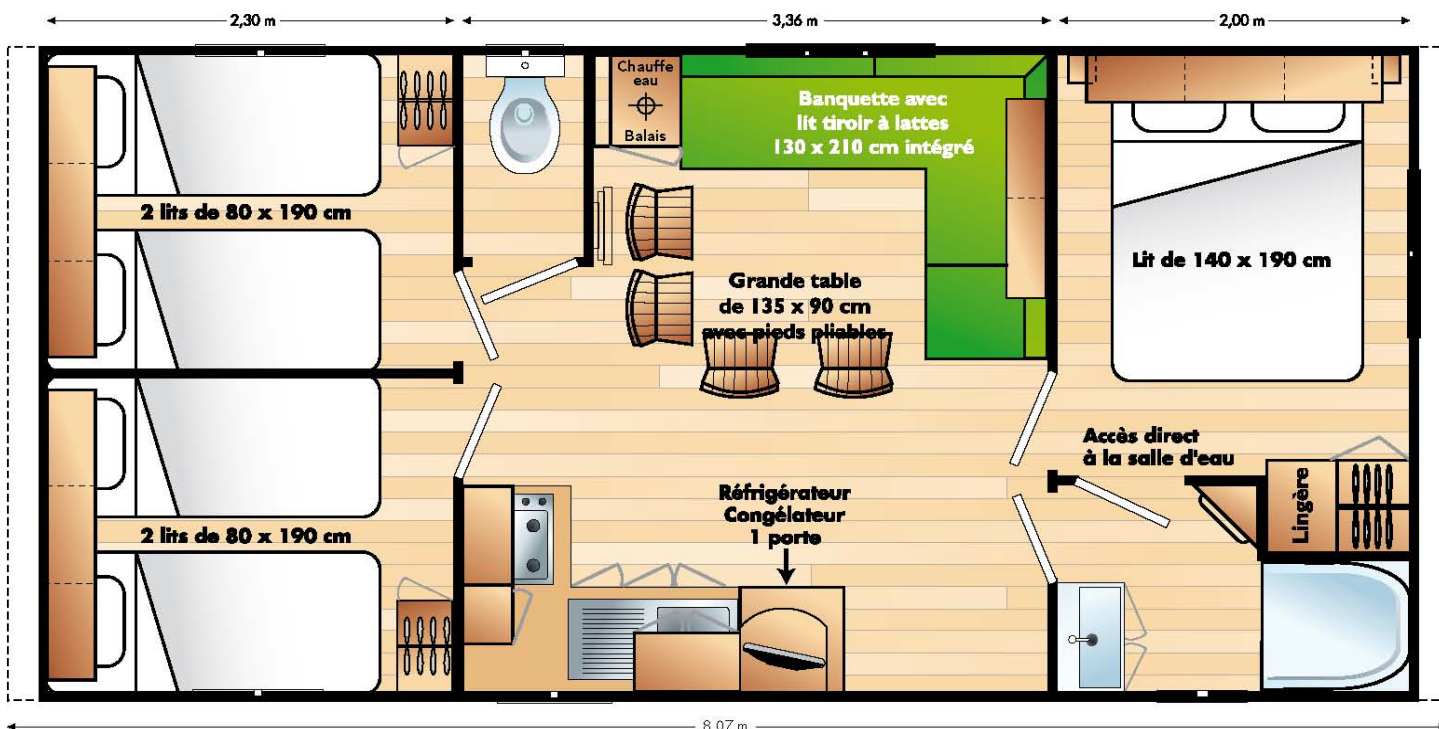 2,30 m
3,36 m
2,00 m
Chauffe
eau
Balais
Banquette avec
lit tiroir à lattes
130 x 210 cm intégré
2 lits de 80 x 190 cm
Lit de 140 x 190 cm
Grande table
de 135 x 90 cm
avec pieds pliables
Accès direct
à la salle d'eau
Réfrigérateur
Congélateur
1 porte
Lingère
2 lits de 80 x 190 cm
8,07 m